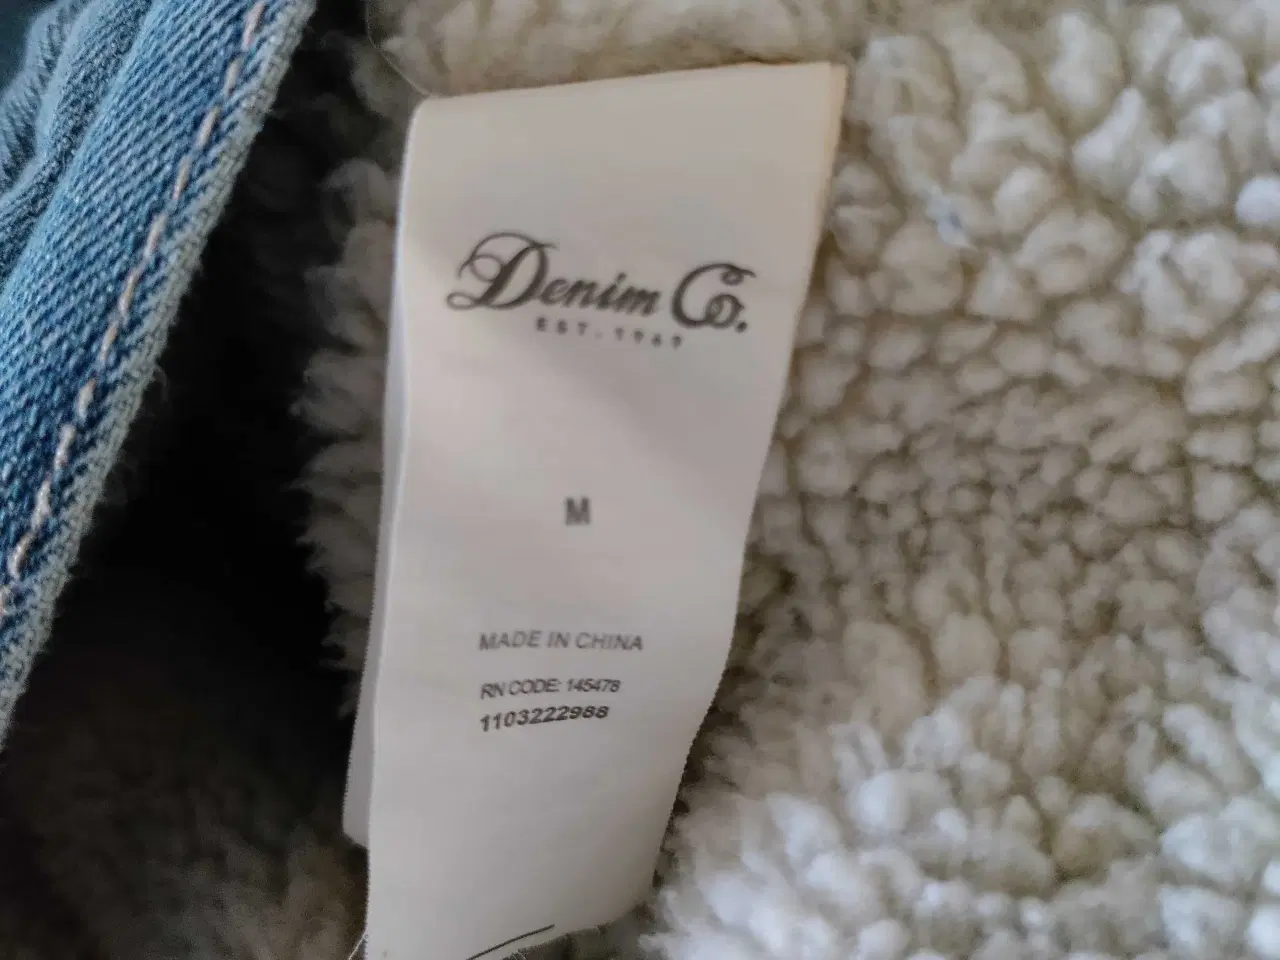 Denim Co.
EST. 1969
M
MADE IN CHINA
RN CODE: 145478
1103222988